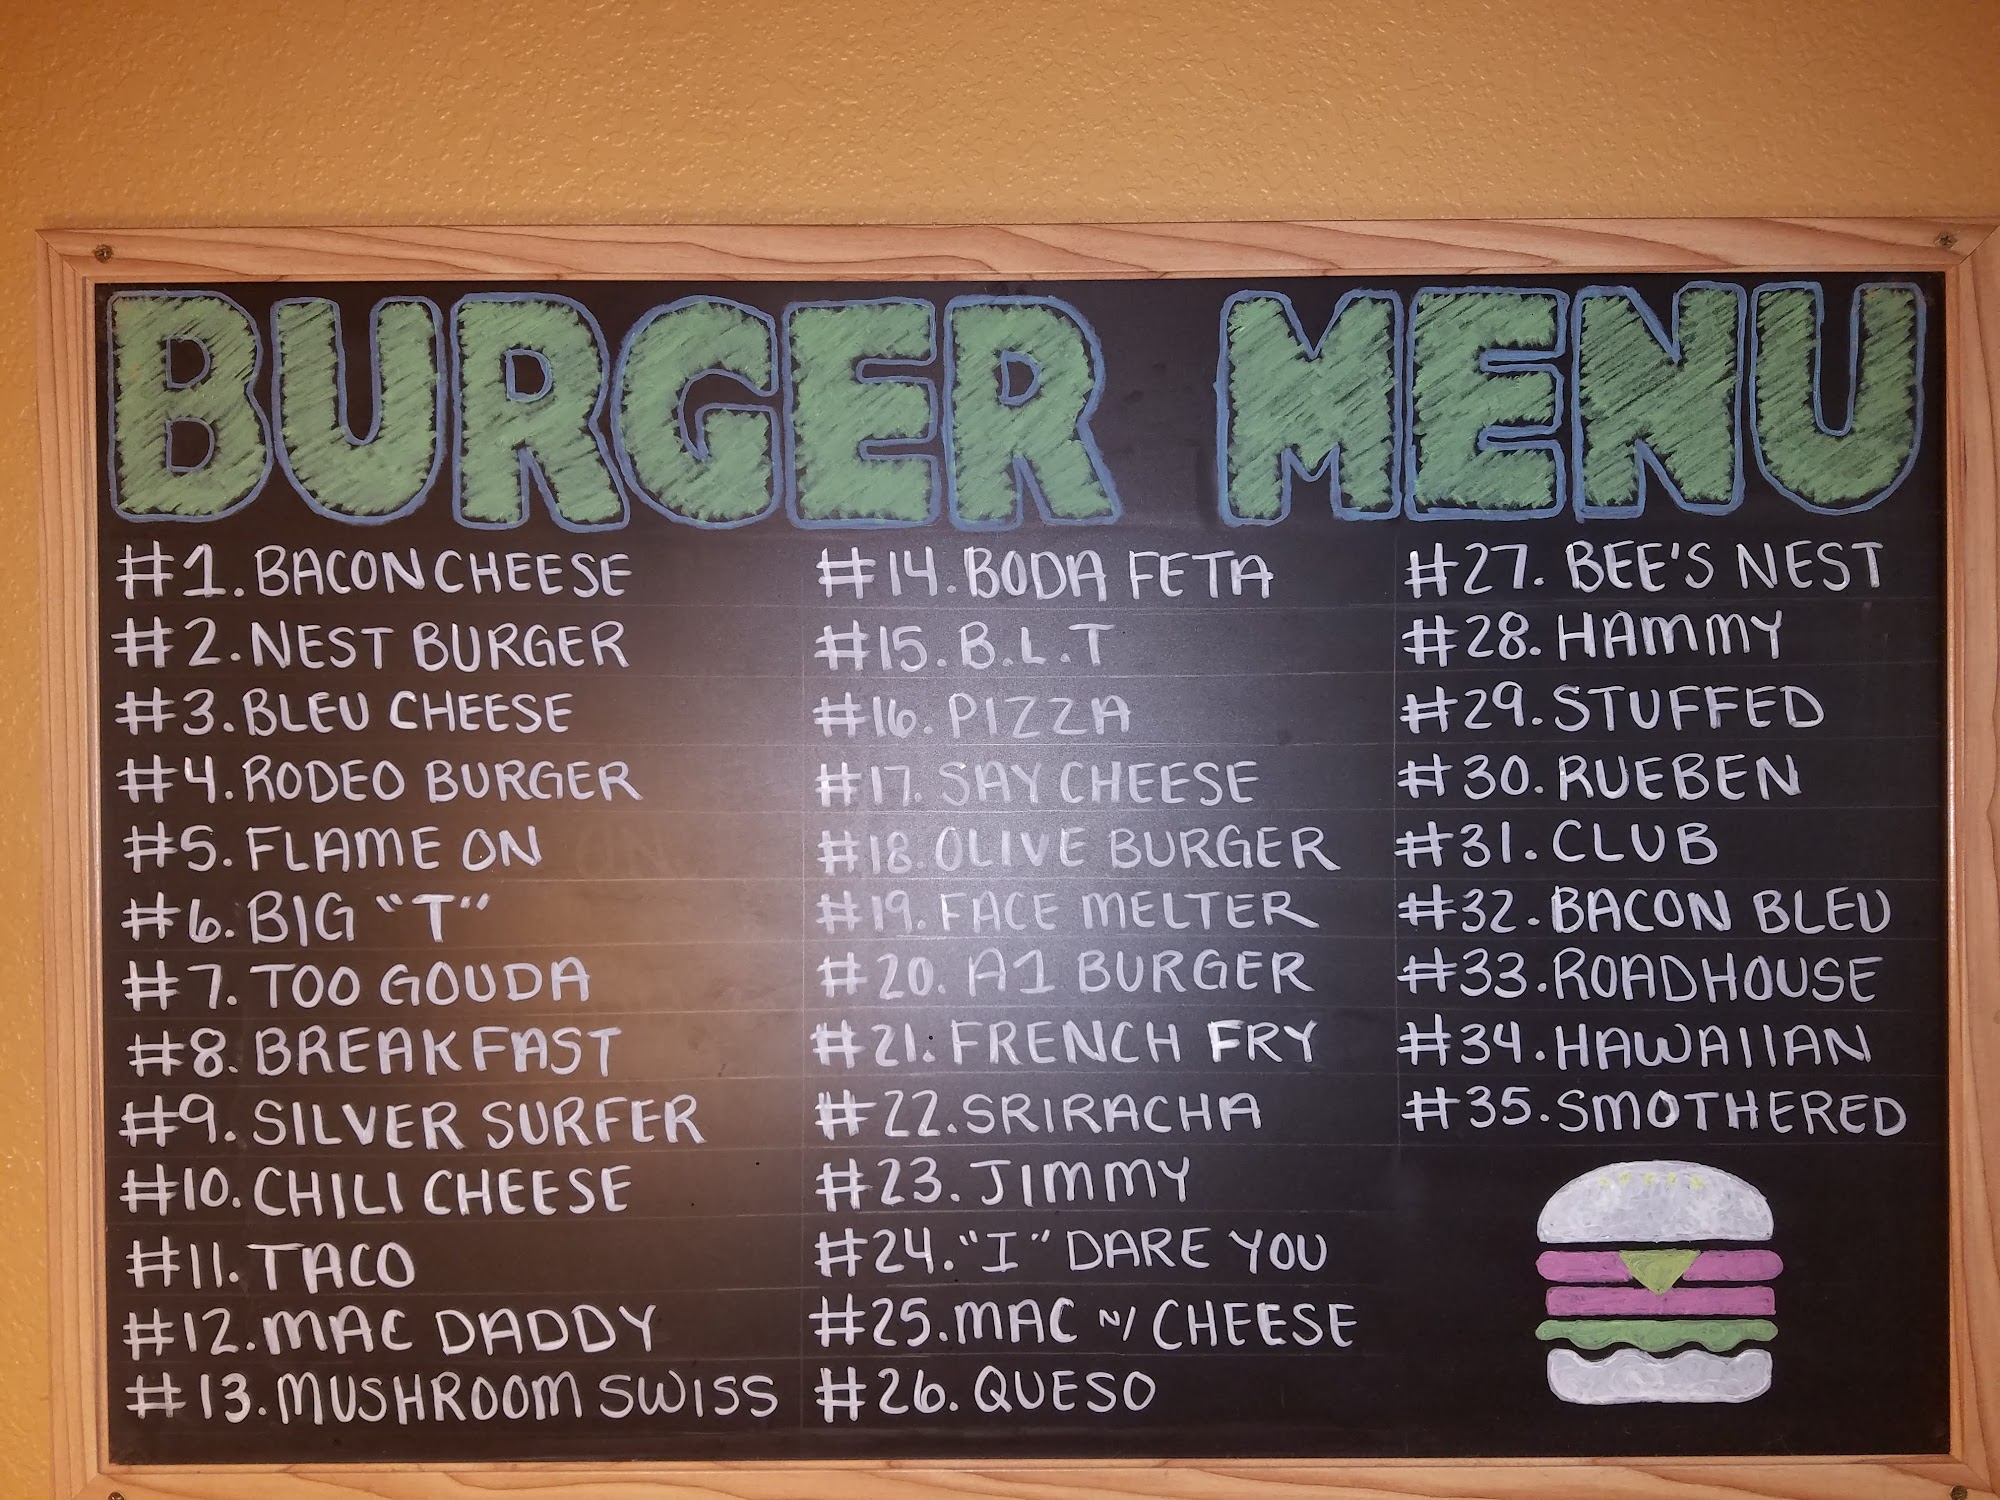 BURGER MENU
#1. BACON CHEESE
#2. NEST BURGER
#3. BLEU CHEESE
#4. RODEO BURGER
#5. FLAME ON
#6. BIG "T"
#7. TOO GOUDA
#8. BREAKFAST
#9. SILVER SURFER
#10. CHILI CHEESE
#11. TACO
#12. MAC DADDY
#13. MUSHROOM SWISS
#14. BODA FETA
#15. B.L.T
#16. PIZZA
#17. SAY CHEESE
#18. OLIVE BURGER
#19. FACE MELTER
#20. A1 BURGER
#21. FRENCH FRY
#22. SRIRACHA
#23. JIMMY
#24. "I" DARE YOU
#25. MAC N/ CHEESE
#26. QUESO
#27. BEE'S NEST
#28. HAMMY
#29. STUFFED
#30. RUEBEN
#31. CLUB
#32. BACON BLEU
#33. ROADHOUSE
#34. HAWAIIAN
#35. SMOTHERED